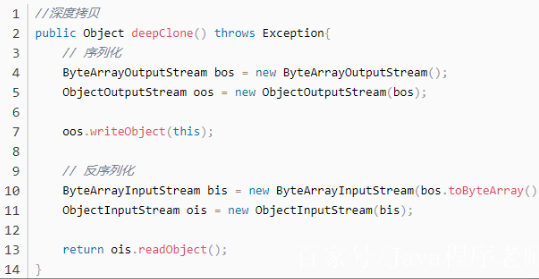 1 //深度拷贝
2 public Object deepClone() throws Exception{
3 // 序列化
4 ByteArrayOutputStream bos = new ByteArrayOutputStream();
5 ObjectOutputStream oos = new ObjectOutputStream(bos);
6
7 oos.writeObject(this);
8
9 // 反序列化
10 ByteArrayInputStream bis = new ByteArrayInputStream(bos.toByteArray()
11 ObjectInputStream ois = new ObjectInputStream(bis);
12
13 return ois.readObject();
14 }